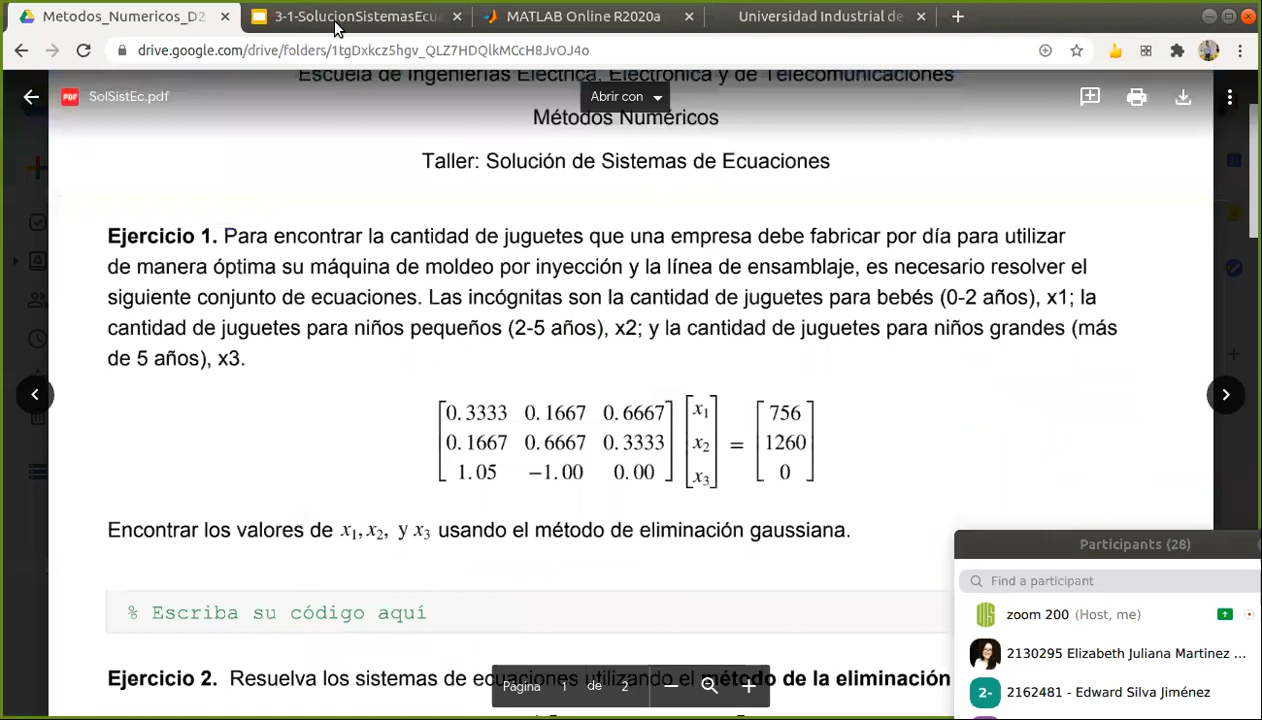 Metodos_Numericos_D2
3-1-SolucionSistemasEcua
MATLAB Online R2020a
Universidad Industrial de
drive.google.com/drive/folders/1tgDxkcz5hgv_QLZ7HDQlkMCcH8JvOJ4o
Escuela de Ingenierías Eléctrica, Electrónica y de Telecomunicaciones
PDF SolSistEc.pdf
Abrir con
Métodos Numéricos
Taller: Solución de Sistemas de Ecuaciones
Ejercicio 1. Para encontrar la cantidad de juguetes que una empresa debe fabricar por día para utilizar
de manera óptima su máquina de moldeo por inyección y la línea de ensamblaje, es necesario resolver el
siguiente conjunto de ecuaciones. Las incógnitas son la cantidad de juguetes para bebés (0-2 años), x1; la
cantidad de juguetes para niños pequeños (2-5 años), x2; y la cantidad de juguetes para niños grandes (más
de 5 años), x3.
0.3333 0.1667 0.6667 x₁ 756
0.1667 0.6667 0.3333 x₂ = 1260
1.05 −1.00 0.00 x₃ 0
Encontrar los valores de x₁, x₂, y x₃ usando el método de eliminación gaussiana.
% Escriba su código aquí
Ejercicio 2. Resuelva los sistemas de ecuaciones utilizando el método de la eliminación
Página 1 de 2
Participants (28)
Find a participant
zoom 200 (Host, me)
2130295 Elizabeth Juliana Martinez ...
2- 2162481 - Edward Silva Jiménez